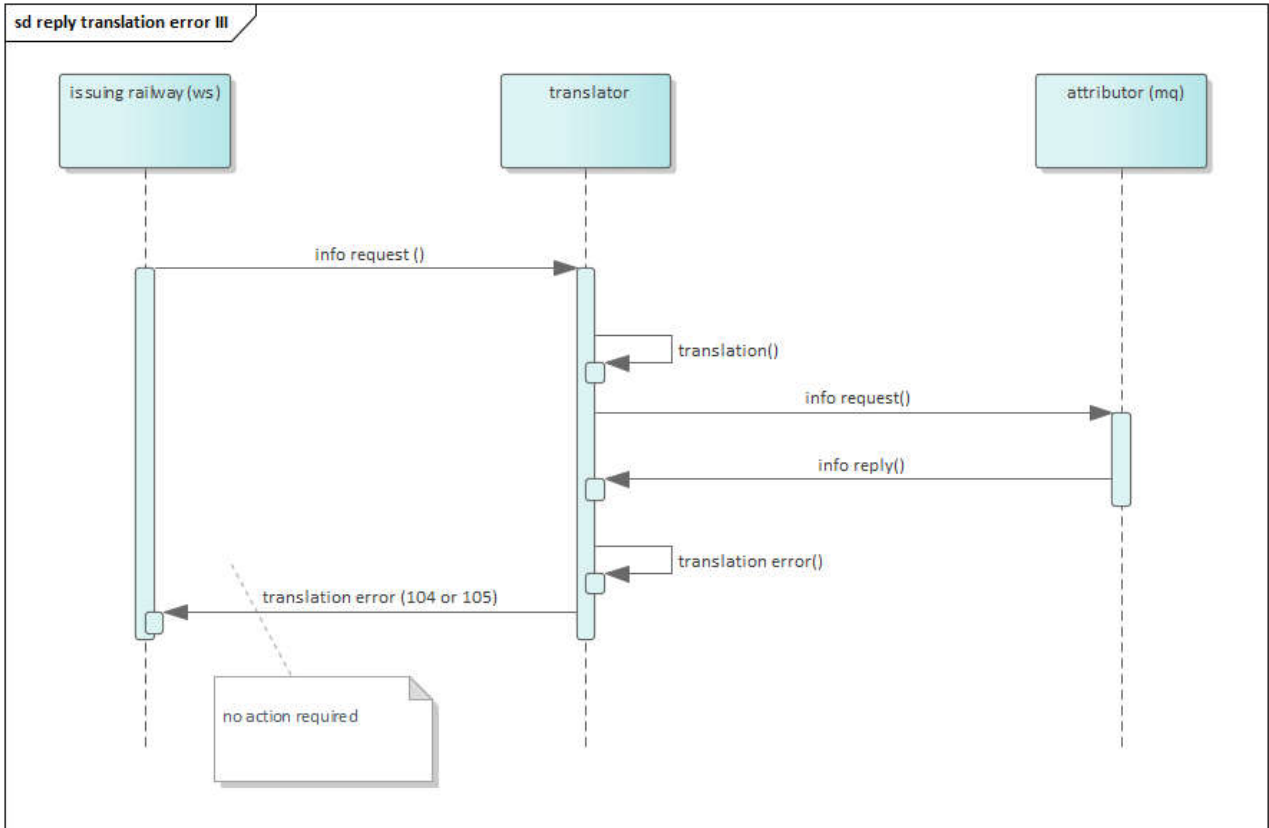 sd reply translation error III
issuing railway (ws)
translator
attributor (mq)
info request ()
translation()
info request()
info reply()
translation error()
translation error (104 or 105)
no action required